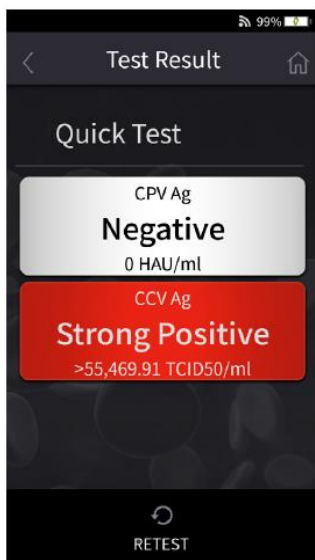 99%
Test Result
Quick Test
CPV Ag
Negative
0 HAU/ml
CCV Ag
Strong Positive
>55,469.91 TCID50/ml
RETEST